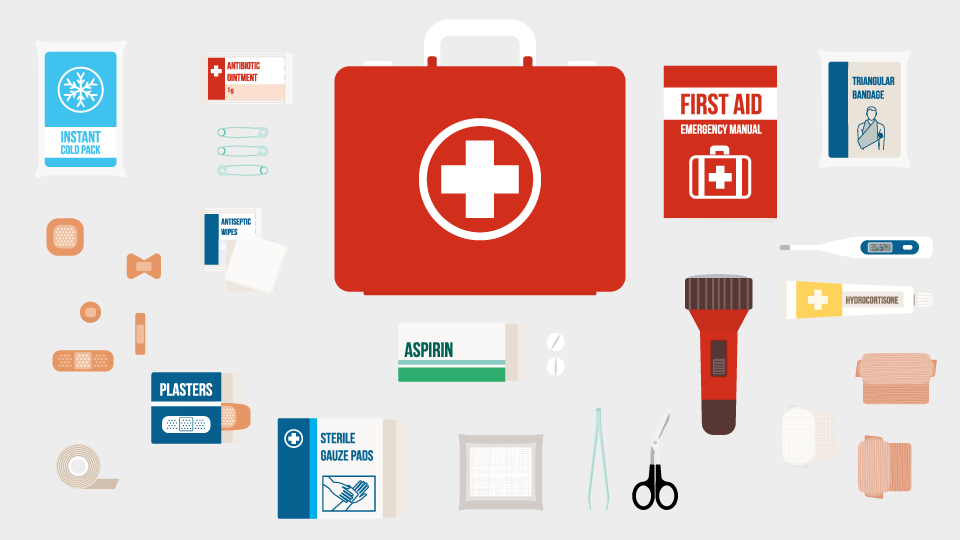 INSTANT
COLD PACK
ANTIBIOTIC
OINTMENT
1g
FIRST AID
EMERGENCY MANUAL
TRIANGULAR
BANDAGE
ANTISEPTIC
WIPES
HYDROCORTISONE
ASPIRIN
PLASTERS
STERILE
GAUZE PADS